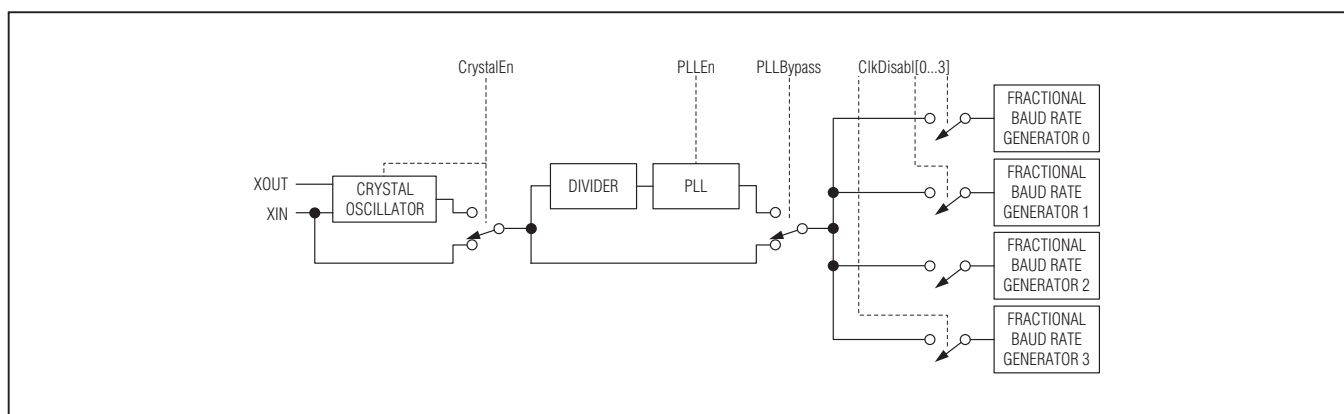 CrystalEn
PLLEn
PLLBypass
ClkDisabl[0...3]
XOUT
XIN
CRYSTAL
OSCILLATOR
DIVIDER
PLL
FRACTIONAL
BAUD RATE
GENERATOR 0
FRACTIONAL
BAUD RATE
GENERATOR 1
FRACTIONAL
BAUD RATE
GENERATOR 2
FRACTIONAL
BAUD RATE
GENERATOR 3